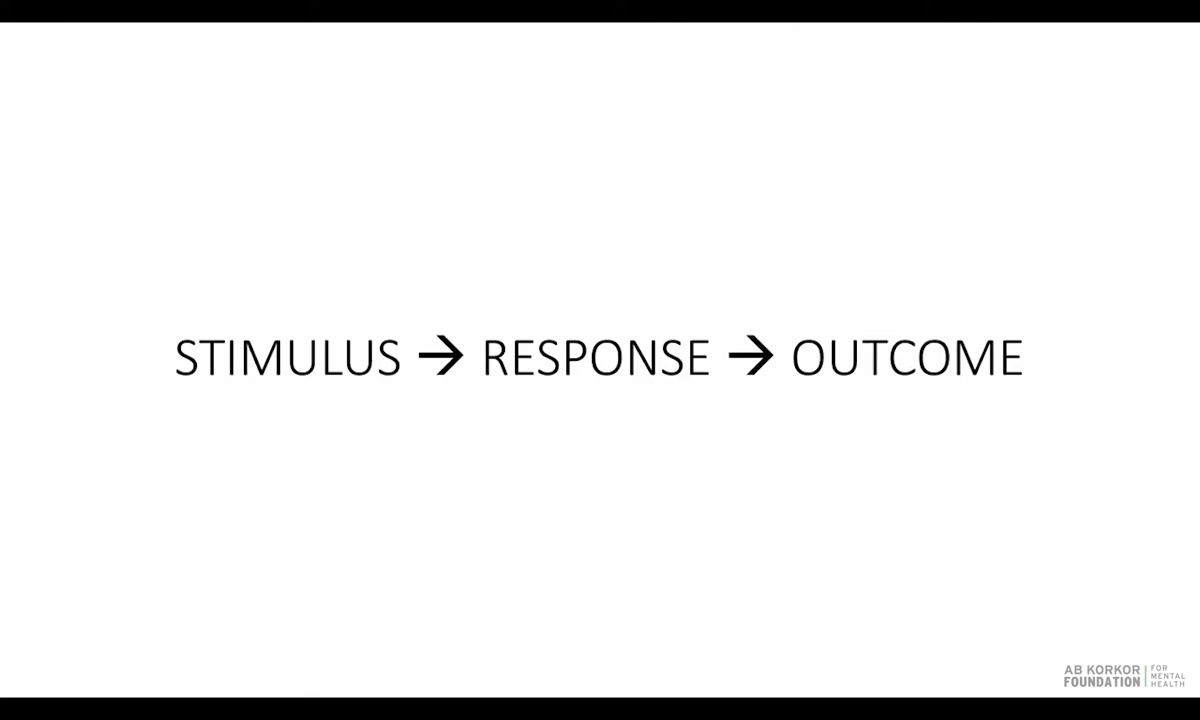 STIMULUS → RESPONSE → OUTCOME
AB KORKOR
FOUNDATION
FOR
MENTAL
HEALTH